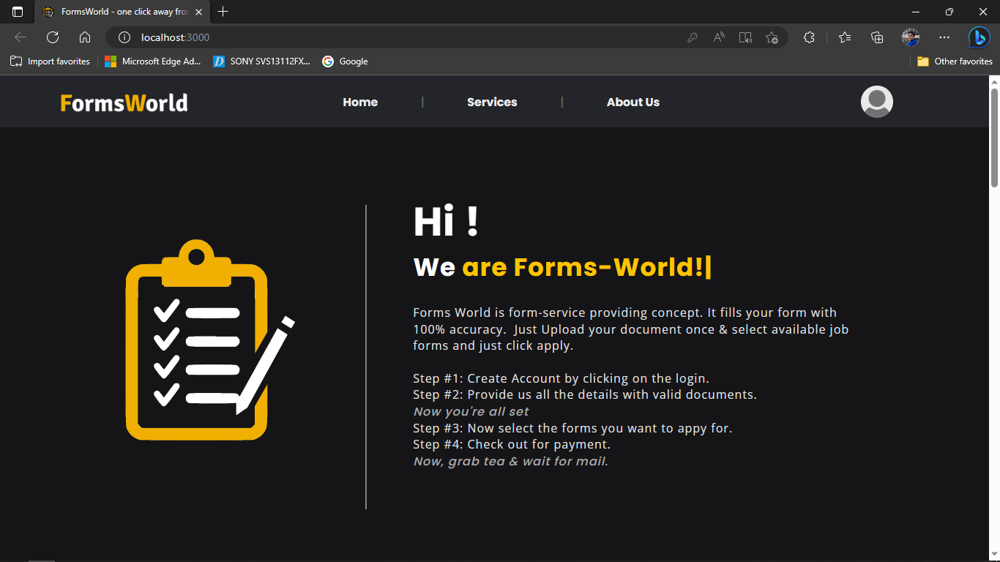 FormsWorld - one click away fro
localhost:3000
Import favorites
Microsoft Edge Ad...
SONY SVS13112FX...
Google
Other favorites
FormsWorld
Home | Services | About Us
Hi !
We are Forms-World!|
Forms World is form-service providing concept. It fills your form with
100% accuracy.  Just Upload your document once & select available job
forms and just click apply.
Step #1: Create Account by clicking on the login.
Step #2: Provide us all the details with valid documents.
Now you're all set
Step #3: Now select the forms you want to appy for.
Step #4: Check out for payment.
Now, grab tea & wait for mail.